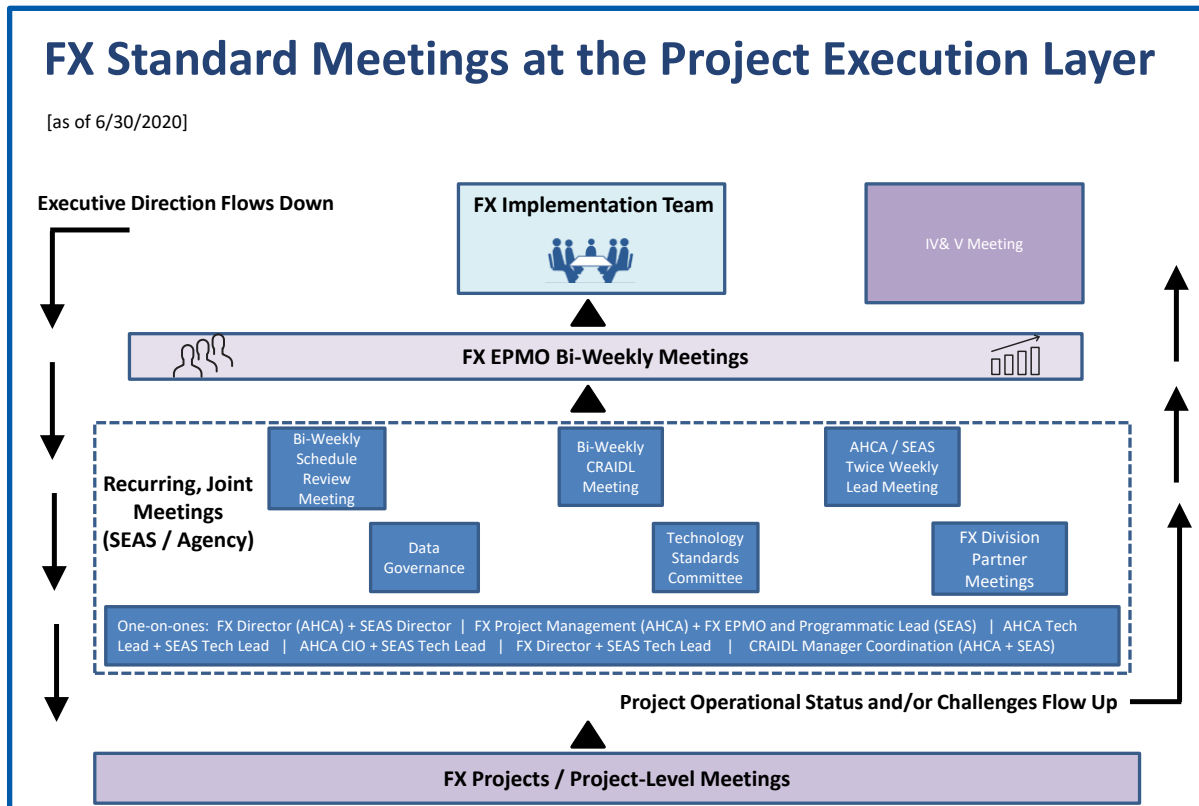 FX Standard Meetings at the Project Execution Layer
[as of 6/30/2020]
Executive Direction Flows Down
FX Implementation Team
IV& V Meeting
FX EPMO Bi-Weekly Meetings
Recurring, Joint
Meetings
(SEAS / Agency)
Bi-Weekly
Schedule
Review
Meeting
Bi-Weekly
CRAIDL
Meeting
AHCA / SEAS
Twice Weekly
Lead Meeting
Data
Governance
Technology
Standards
Committee
FX Division
Partner
Meetings
One-on-ones: FX Director (AHCA) + SEAS Director | FX Project Management (AHCA) + FX EPMO and Programmatic Lead (SEAS) | AHCA Tech
Lead + SEAS Tech Lead | AHCA CIO + SEAS Tech Lead | FX Director + SEAS Tech Lead | CRAIDL Manager Coordination (AHCA + SEAS)
Project Operational Status and/or Challenges Flow Up
FX Projects / Project-Level Meetings